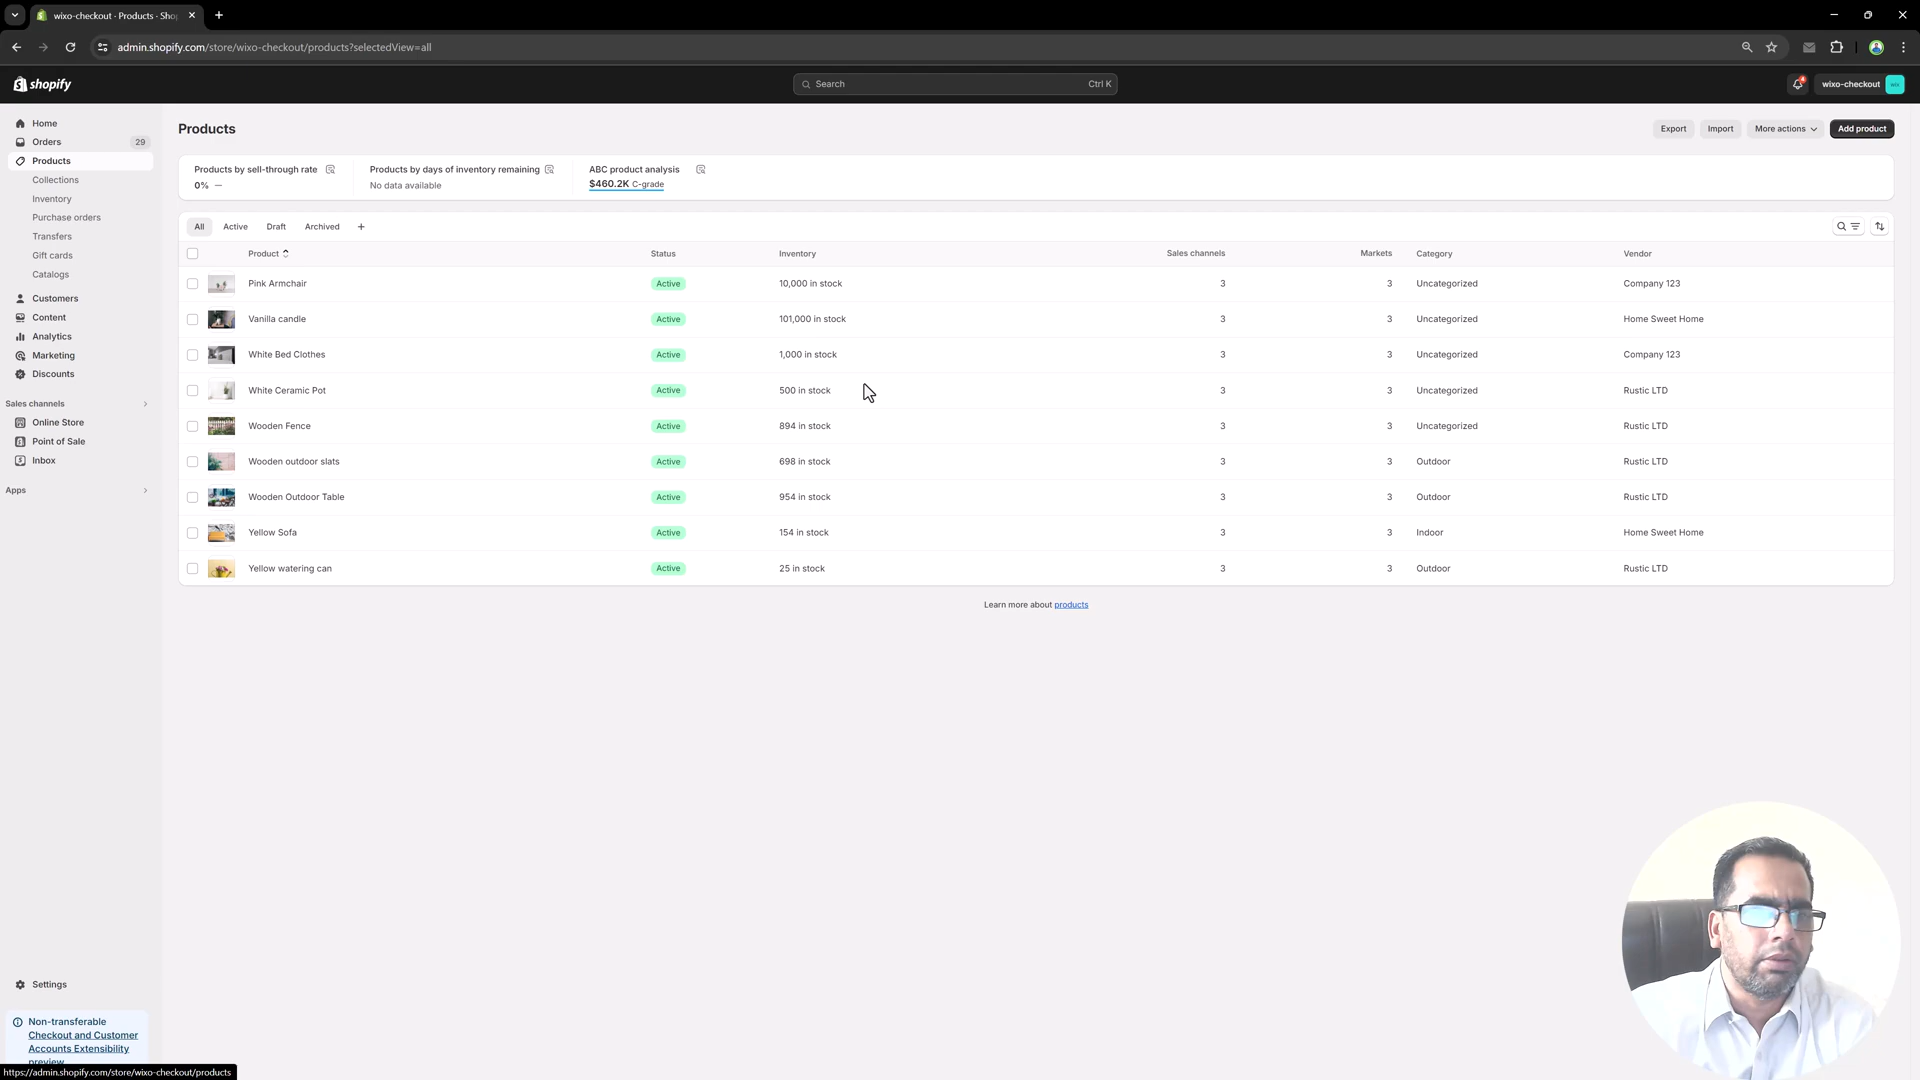 wixo-checkout · Products · Sho
admin.shopify.com/store/wixo-checkout/products?selectedView=all
shopify
Search
Ctrl K
4
wixo-checkout
wix
Home
Orders
29
Products
Collections
Inventory
Purchase orders
Transfers
Gift cards
Catalogs
Customers
Content
Analytics
Marketing
Discounts
Sales channels
Online Store
Point of Sale
Inbox
Apps
Settings
Non-transferable
Checkout and Customer
Accounts Extensibility
preview
https://admin.shopify.com/store/wixo-checkout/products
Products
Export
Import
More actions
Add product
Products by sell-through rate
0% —
Products by days of inventory remaining
No data available
ABC product analysis
$460.2K C-grade
All
Active
Draft
Archived
+
Product Status Inventory Sales channels Markets Category Vendor
Pink Armchair Active 10,000 in stock 3 3 Uncategorized Company 123
Vanilla candle Active 101,000 in stock 3 3 Uncategorized Home Sweet Home
White Bed Clothes Active 1,000 in stock 3 3 Uncategorized Company 123
White Ceramic Pot Active 500 in stock 3 3 Uncategorized Rustic LTD
Wooden Fence Active 894 in stock 3 3 Uncategorized Rustic LTD
Wooden outdoor slats Active 698 in stock 3 3 Outdoor Rustic LTD
Wooden Outdoor Table Active 954 in stock 3 3 Outdoor Rustic LTD
Yellow Sofa Active 154 in stock 3 3 Indoor Home Sweet Home
Yellow watering can Active 25 in stock 3 3 Outdoor Rustic LTD
Learn more about products